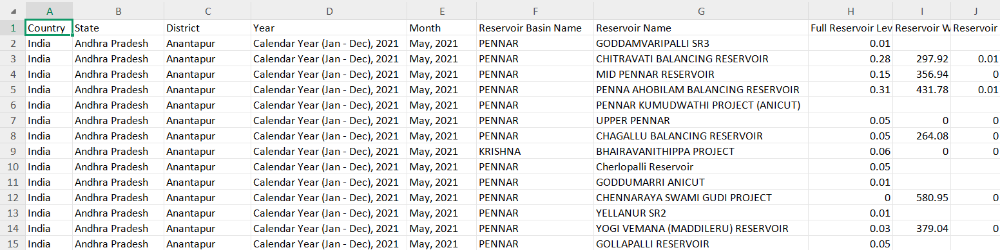 A B C D E F G H I J
1 Country State District Year Month Reservoir Basin Name Reservoir Name Full Reservoir Lev Reservoir W Reservoir
2 India Andhra Pradesh Anantapur Calendar Year (Jan - Dec), 2021 May, 2021 PENNAR GODDAMVARIPALLI SR3 0.01
3 India Andhra Pradesh Anantapur Calendar Year (Jan - Dec), 2021 May, 2021 PENNAR CHITRAVATI BALANCING RESERVOIR 0.28 297.92 0.01
4 India Andhra Pradesh Anantapur Calendar Year (Jan - Dec), 2021 May, 2021 PENNAR MID PENNAR RESERVOIR 0.15 356.94 0
5 India Andhra Pradesh Anantapur Calendar Year (Jan - Dec), 2021 May, 2021 PENNAR PENNA AHOBILAM BALANCING RESERVOIR 0.31 431.78 0.01
6 India Andhra Pradesh Anantapur Calendar Year (Jan - Dec), 2021 May, 2021 PENNAR PENNAR KUMUDWATHI PROJECT (ANICUT)
7 India Andhra Pradesh Anantapur Calendar Year (Jan - Dec), 2021 May, 2021 PENNAR UPPER PENNAR 0.05 0 0
8 India Andhra Pradesh Anantapur Calendar Year (Jan - Dec), 2021 May, 2021 PENNAR CHAGALLU BALANCING RESERVOIR 0.05 264.08 0
9 India Andhra Pradesh Anantapur Calendar Year (Jan - Dec), 2021 May, 2021 KRISHNA BHAIRAVANITHIPPA PROJECT 0.06 0 0
10 India Andhra Pradesh Anantapur Calendar Year (Jan - Dec), 2021 May, 2021 PENNAR Cherlopalli Reservoir 0.05
11 India Andhra Pradesh Anantapur Calendar Year (Jan - Dec), 2021 May, 2021 PENNAR GODDUMARRI ANICUT 0.01
12 India Andhra Pradesh Anantapur Calendar Year (Jan - Dec), 2021 May, 2021 PENNAR CHENNARAYA SWAMI GUDI PROJECT 0 580.95 0
13 India Andhra Pradesh Anantapur Calendar Year (Jan - Dec), 2021 May, 2021 PENNAR YELLANUR SR2 0.01
14 India Andhra Pradesh Anantapur Calendar Year (Jan - Dec), 2021 May, 2021 PENNAR YOGI VEMANA (MADDILERU) RESERVOIR 0.03 379.04 0
15 India Andhra Pradesh Anantapur Calendar Year (Jan - Dec), 2021 May, 2021 PENNAR GOLLAPALLI RESERVOIR 0.05